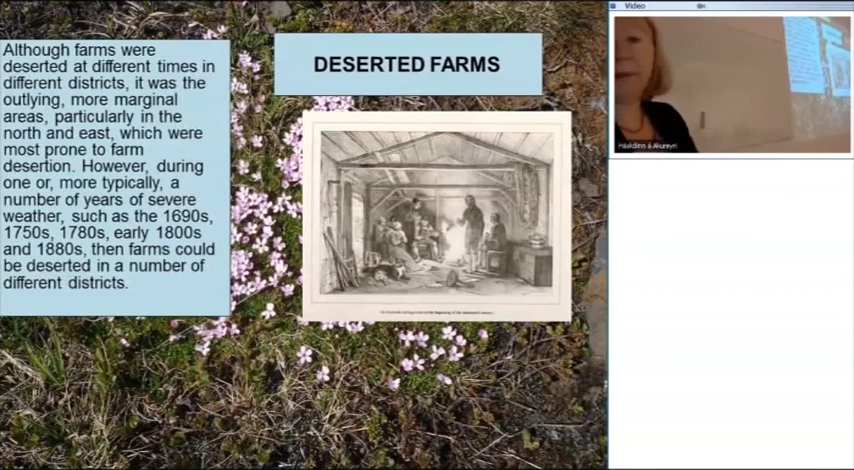 Although farms were
deserted at different times in
different districts, it was the
outlying, more marginal
areas, particularly in the
north and east, which were
most prone to farm
desertion. However, during
one or, more typically, a
number of years of severe
weather, such as the 1690s,
1750s, 1780s, early 1800s
and 1880s, then farms could
be deserted in a number of
different districts.
DESERTED FARMS
Video
Háskólinn á Akureyri